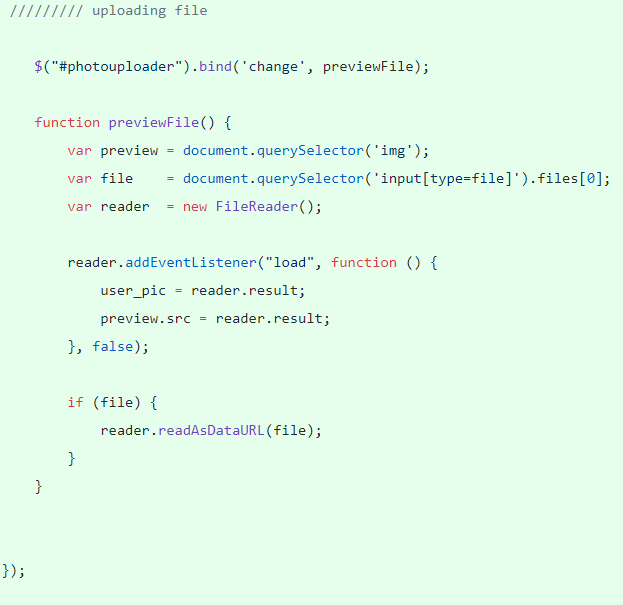 ///////// uploading file
$("#photouploader").bind('change', previewFile);
function previewFile() {
var preview = document.querySelector('img');
var file    = document.querySelector('input[type=file]').files[0];
var reader  = new FileReader();
reader.addEventListener("load", function () {
user_pic = reader.result;
preview.src = reader.result;
}, false);
if (file) {
reader.readAsDataURL(file);
}
}
});